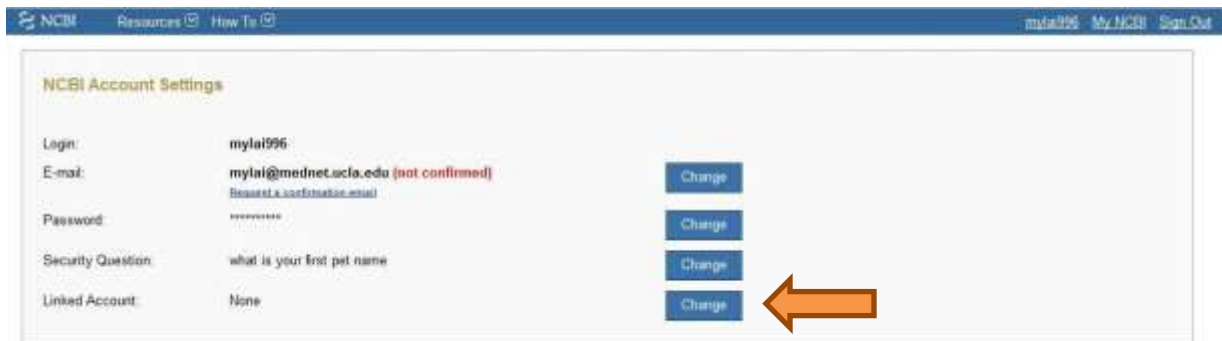 NCBI Resources How To mylai996 My NCBI Sign Out
NCBI Account Settings
Login: mylai996
E-mail: mylai@mednet.ucla.edu (not confirmed) Change
Request a confirmation email
Password: ********** Change
Security Question: what is your first pet name Change
Linked Account: None Change